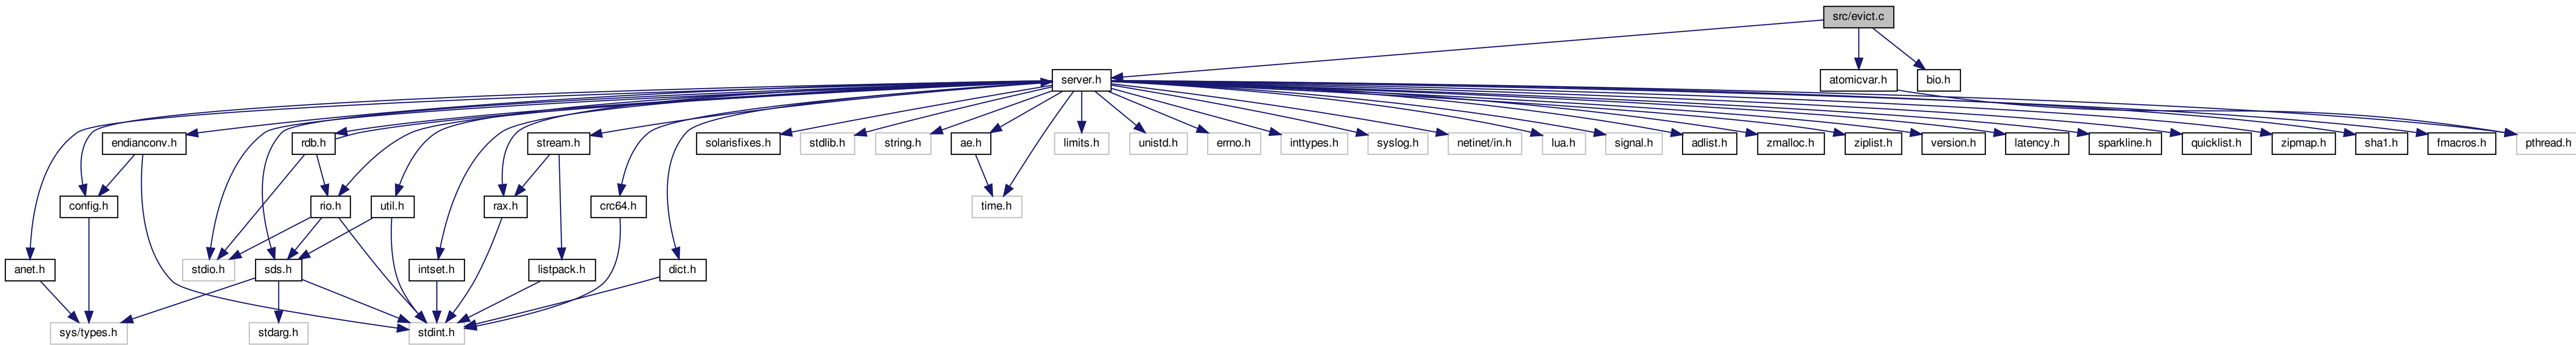 src/evict.c
server.h
atomicvar.h
bio.h
endianconv.h
rdb.h
stream.h
solarisfixes.h
stdlib.h
string.h
ae.h
limits.h
unistd.h
errno.h
inttypes.h
syslog.h
netinet/in.h
lua.h
signal.h
adlist.h
zmalloc.h
ziplist.h
version.h
latency.h
sparkline.h
quicklist.h
zipmap.h
sha1.h
fmacros.h
pthread.h
config.h
rio.h
util.h
rax.h
crc64.h
time.h
anet.h
stdio.h
sds.h
intset.h
listpack.h
dict.h
sys/types.h
stdarg.h
stdint.h